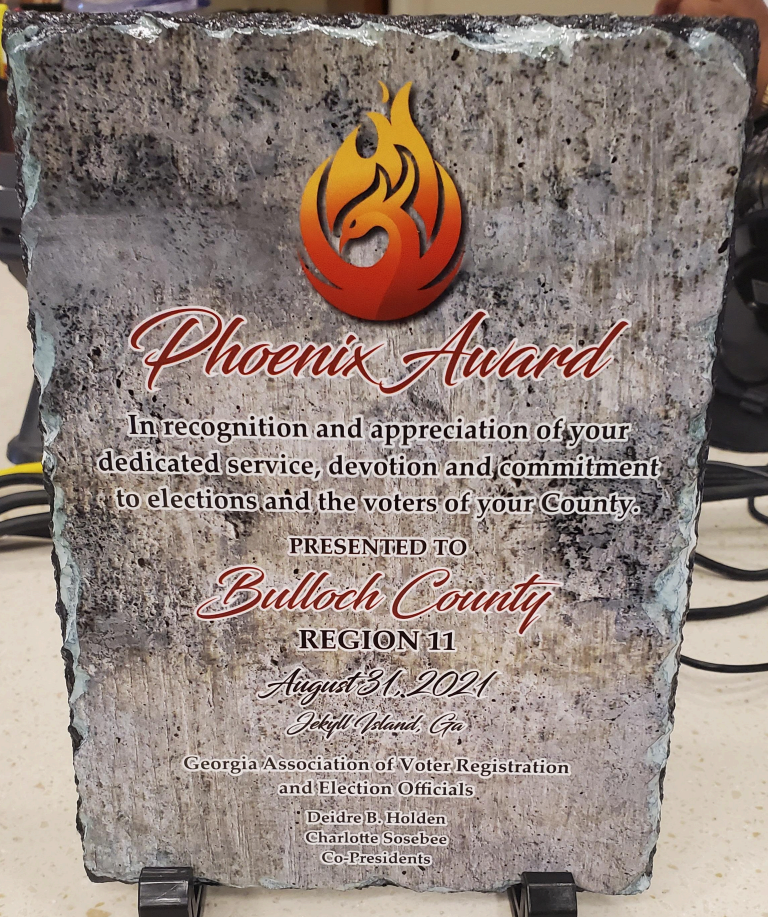 Phoenix Award
In recognition and appreciation of your
dedicated service, devotion and commitment
to elections and the voters of your County.
PRESENTED TO
Bulloch County
REGION 11
August 31, 2021
Jekyll Island, Ga
Georgia Association of Voter Registration
and Election Officials
Deidre B. Holden
Charlotte Sosebee
Co-Presidents